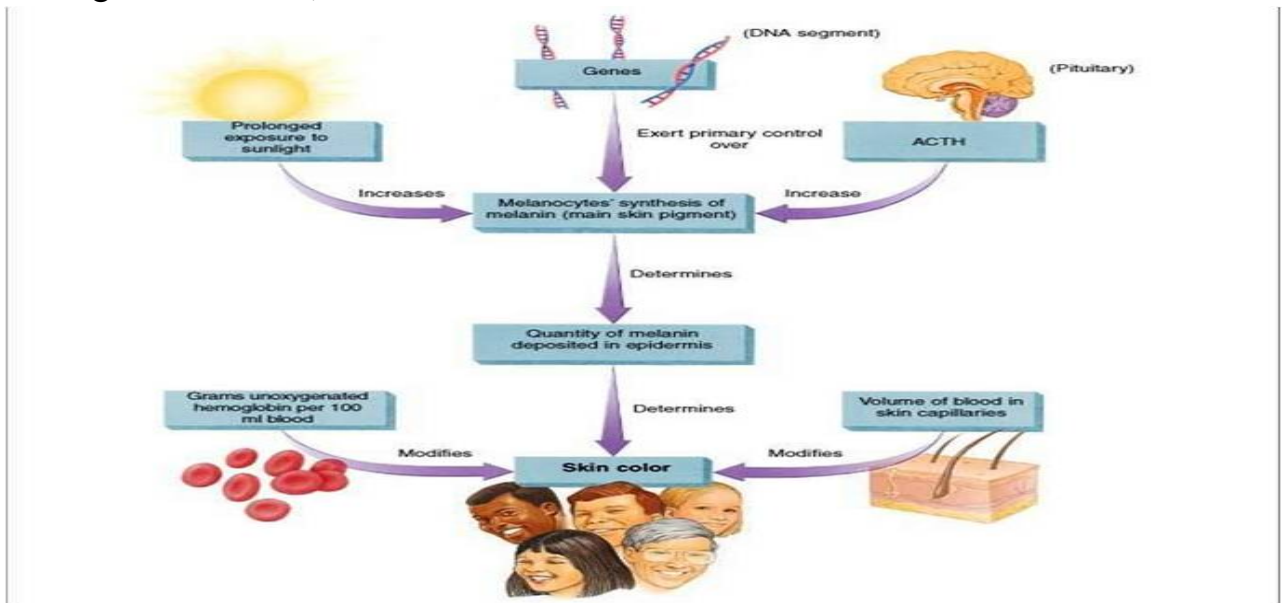 (DNA segment)
Genes
(Pituitary)
Prolonged
exposure to
sunlight
Exert primary control
over
ACTH
Increases
Increase
Melanocytes' synthesis of
melanin (main skin pigment)
Determines
Quantity of melanin
deposited in epidermis
Grams unoxygenated
hemoglobin per 100
ml blood
Determines
Volume of blood in
skin capillaries
Modifies
Modifies
Skin color